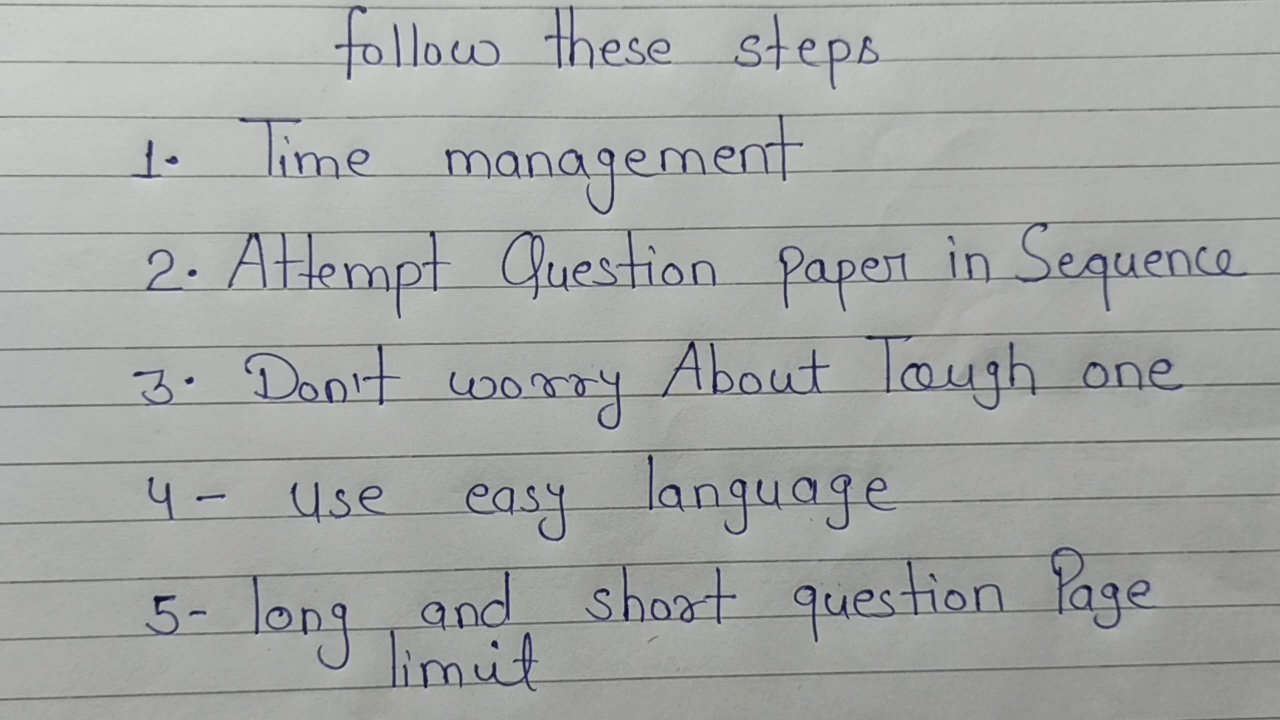 follow these steps
1. Time management
2. Attempt Question paper in Sequence
3. Don't worry About Tough one
4- Use easy language
5- long and short question Page
limit